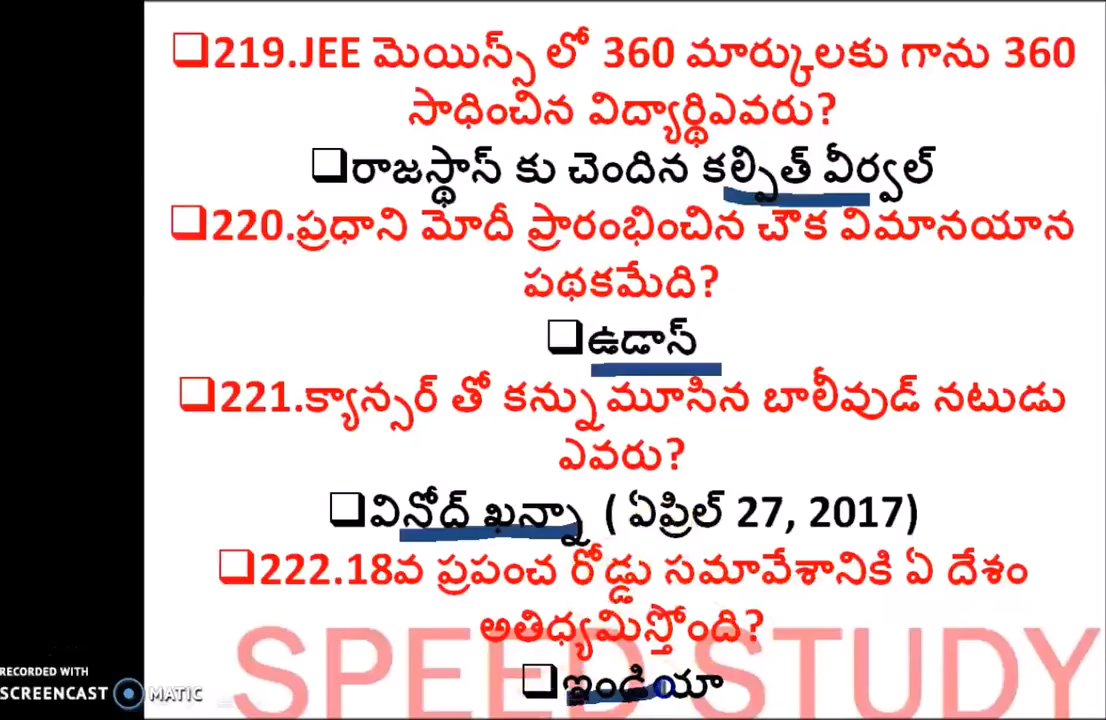 ❑219.JEE మెయిన్స్ లో 360 మార్కులకు గాను 360
సాధించిన విద్యార్థిఎవరు?
❑రాజస్థాన్ కు చెందిన కల్పిత్ వీర్వల్
❑220.ప్రధాని మోదీ ప్రారంభించిన చౌక విమానయాన
పథకమేది?
❑ఉడాన్
❑221.క్యాన్సర్ తో కన్నుమూసిన బాలీవుడ్ నటుడు
ఎవరు?
❑వినోద్ ఖన్నా ( ఏప్రిల్ 27, 2017)
❑222.18వ ప్రపంచ రోడ్డు సమావేశానికి ఏ దేశం
అతిధ్యమిస్తోంది?
❑ఇండియా
SPEED STUDY
RECORDED WITH
SCREENCAST MATIC